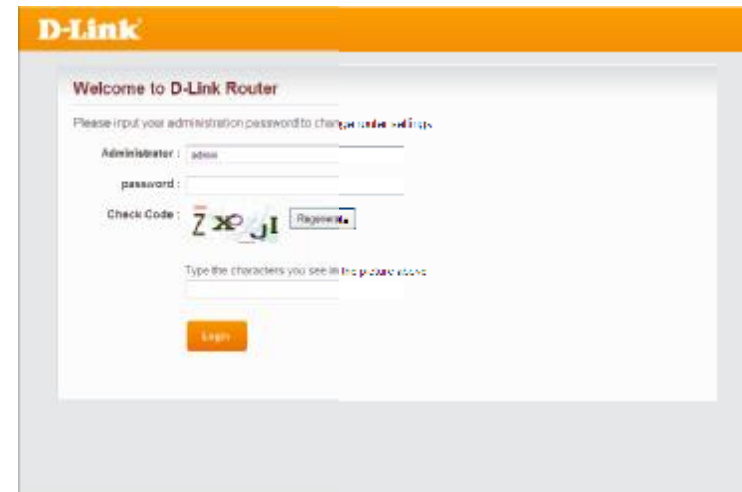 D-Link
Welcome to D-Link Router
Please input your administration password to change router settings
Administrator : admin
password :
Check Code : Regenerate
Type the characters you see in the picture above
Login